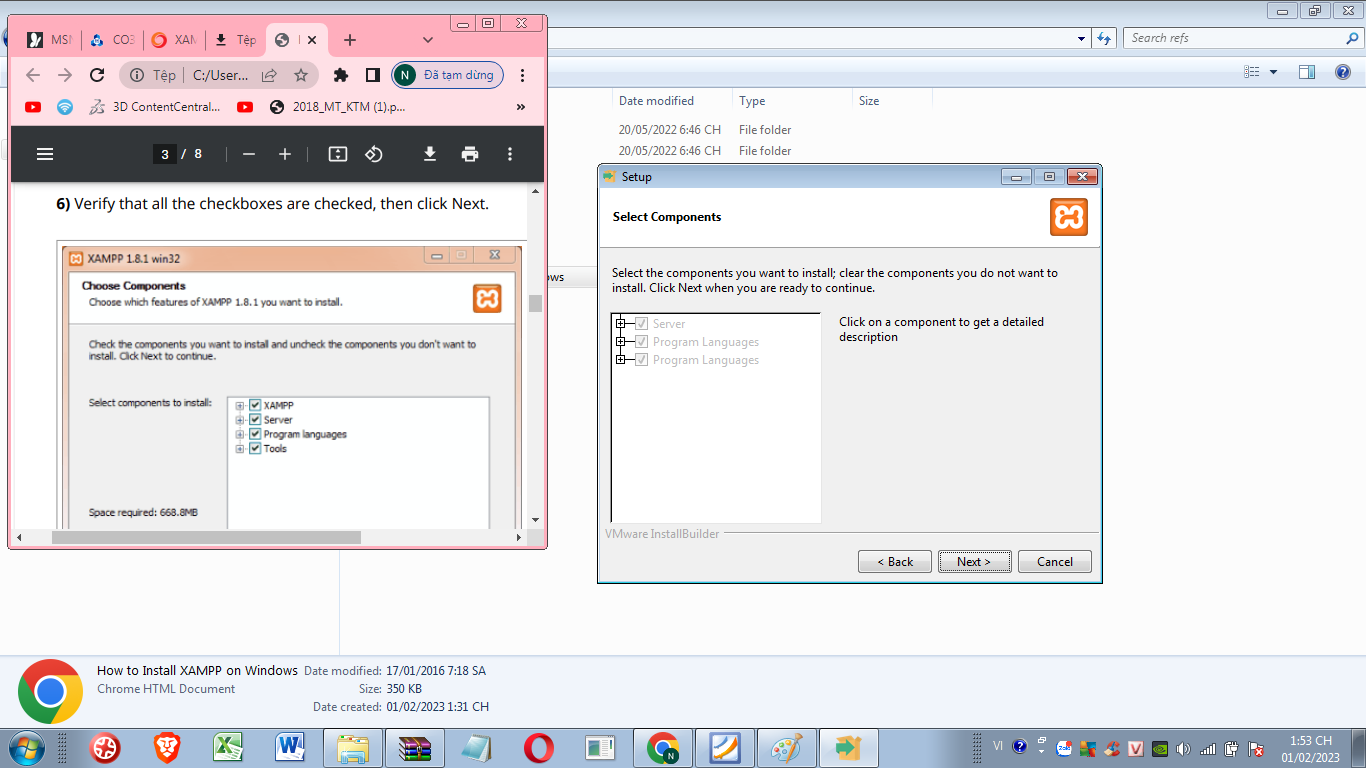 MSN
CO3
XAM
Tệp
Tệp
C:/User...
N
Đã tạm dừng
3D ContentCentral...
2018_MT_KTM (1).p...
»
3 / 8
6) Verify that all the checkboxes are checked, then click Next.
XAMPP 1.8.1 win32
Choose Components
Choose which features of XAMPP 1.8.1 you want to install.
Check the components you want to install and uncheck the components you don't want to
install. Click Next to continue.
Select components to install:
XAMPP
Server
Program languages
Tools
Space required: 668.8MB
Search refs
Date modified
Type
Size
20/05/2022 6:46 CH
File folder
20/05/2022 6:46 CH
File folder
ows
Setup
Select Components
Select the components you want to install; clear the components you do not want to
install. Click Next when you are ready to continue.
Server
Program Languages
Program Languages
Click on a component to get a detailed
description
VMware InstallBuilder
< Back
Next >
Cancel
How to Install XAMPP on Windows
Date modified: 17/01/2016 7:18 SA
Chrome HTML Document
Size: 350 KB
Date created: 01/02/2023 1:31 CH
VI
1:53 CH
01/02/2023